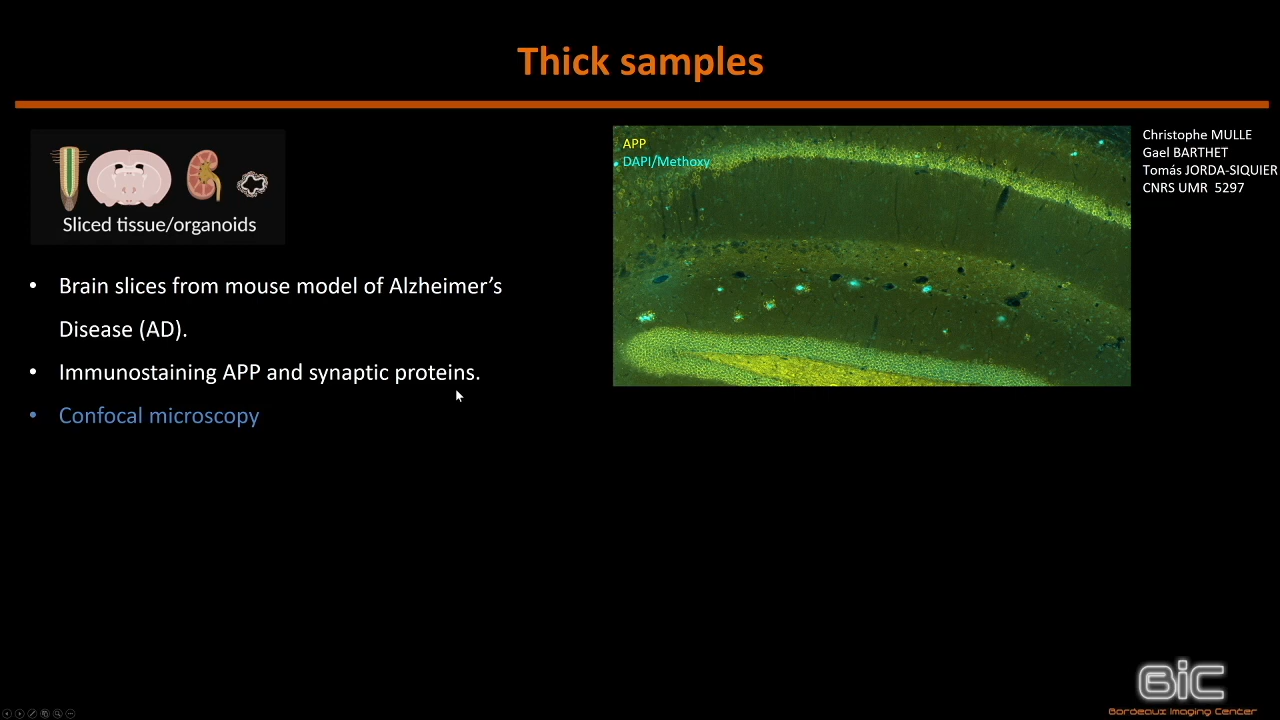 Thick samples
Sliced tissue/organoids
• Brain slices from mouse model of Alzheimer’s
Disease (AD).
• Immunostaining APP and synaptic proteins.
• Confocal microscopy
APP
DAPI/Methoxy
Christophe MULLE
Gael BARTHET
Tomás JORDA-SIQUIER
CNRS UMR 5297
BiC
Bordeaux Imaging Center